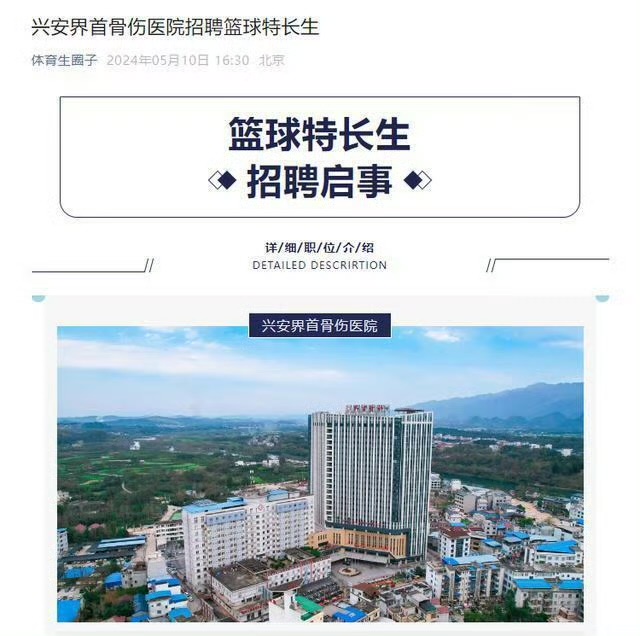 兴安界首骨伤医院招聘篮球特长生
体育生圈子 2024年05月10日 16:30 北京
篮球特长生
招聘启事
详/细/职/位/介/绍
DETAILED DESCRIRTION
兴安界首骨伤医院